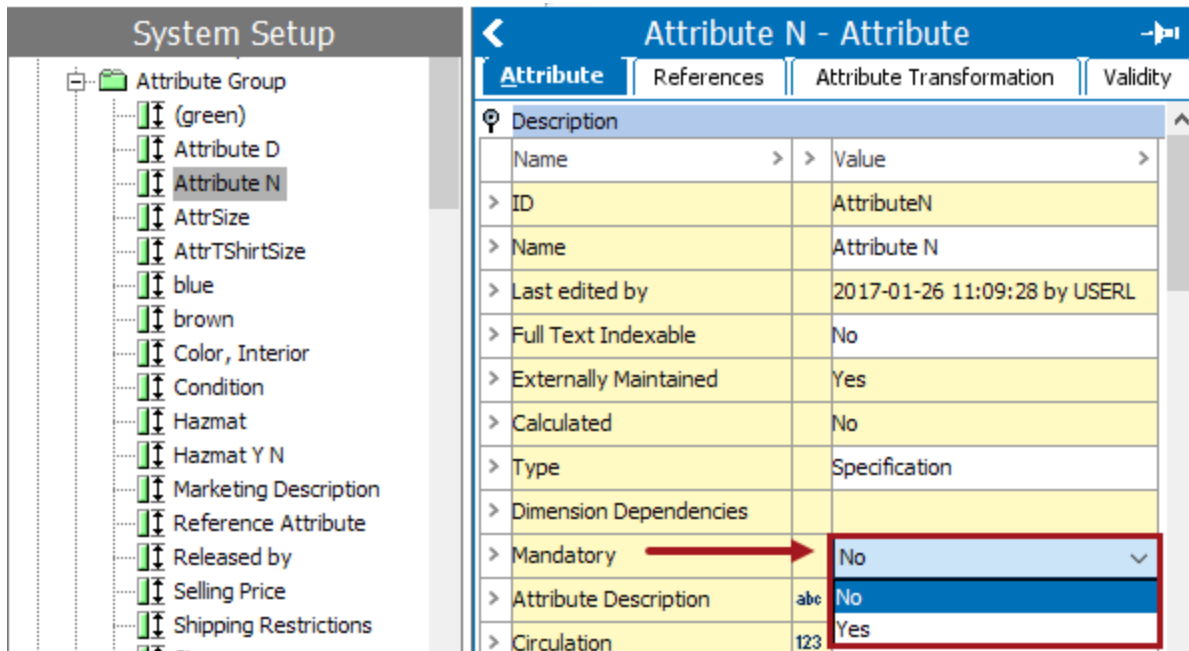 System Setup
Attribute Group
(green)
Attribute D
Attribute N
AttrSize
AttrTShirtSize
blue
brown
Color, Interior
Condition
Hazmat
Hazmat Y N
Marketing Description
Reference Attribute
Released by
Selling Price
Shipping Restrictions
Attribute N - Attribute
Attribute References Attribute Transformation Validity
Description
Name > > Value >
> ID AttributeN
> Name Attribute N
> Last edited by 2017-01-26 11:09:28 by USERL
> Full Text Indexable No
> Externally Maintained Yes
> Calculated No
> Type Specification
> Dimension Dependencies
> Mandatory No
> Attribute Description abc No
Yes
> Circulation 123